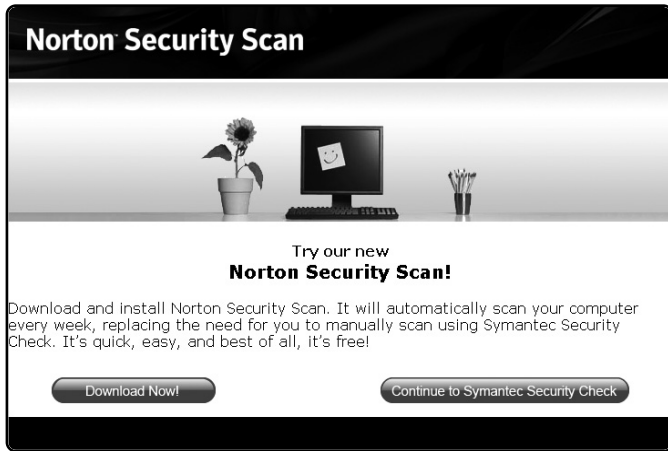 Norton™ Security Scan
Try our new
Norton Security Scan!
Download and install Norton Security Scan. It will automatically scan your computer
every week, replacing the need for you to manually scan using Symantec Security
Check. It's quick, easy, and best of all, it's free!
Download Now!
Continue to Symantec Security Check